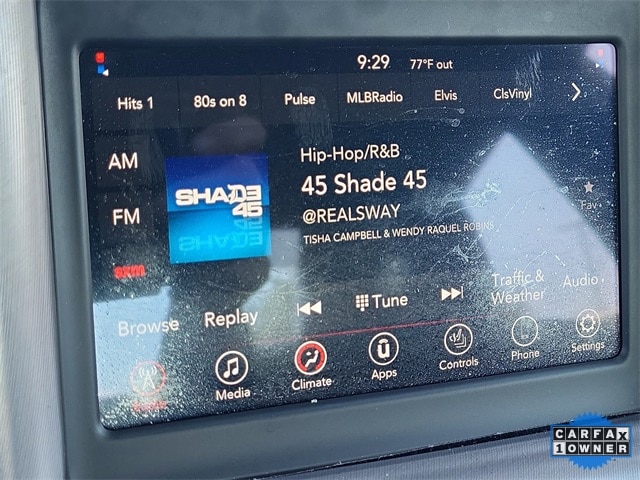 9:29 77°F out
Hits 1 80s on 8 Pulse MLBRadio Elvis ClsVinyl
AM
FM
sxm
SHADE
45
Hip-Hop/R&B
45 Shade 45
@REALSWAY
TISHA CAMPBELL & WENDY RAQUEL ROBINS
Fav
Browse Replay Tune Traffic & Weather Audio
Media Climate Apps Controls Phone Settings
CARFAX
1 OWNER